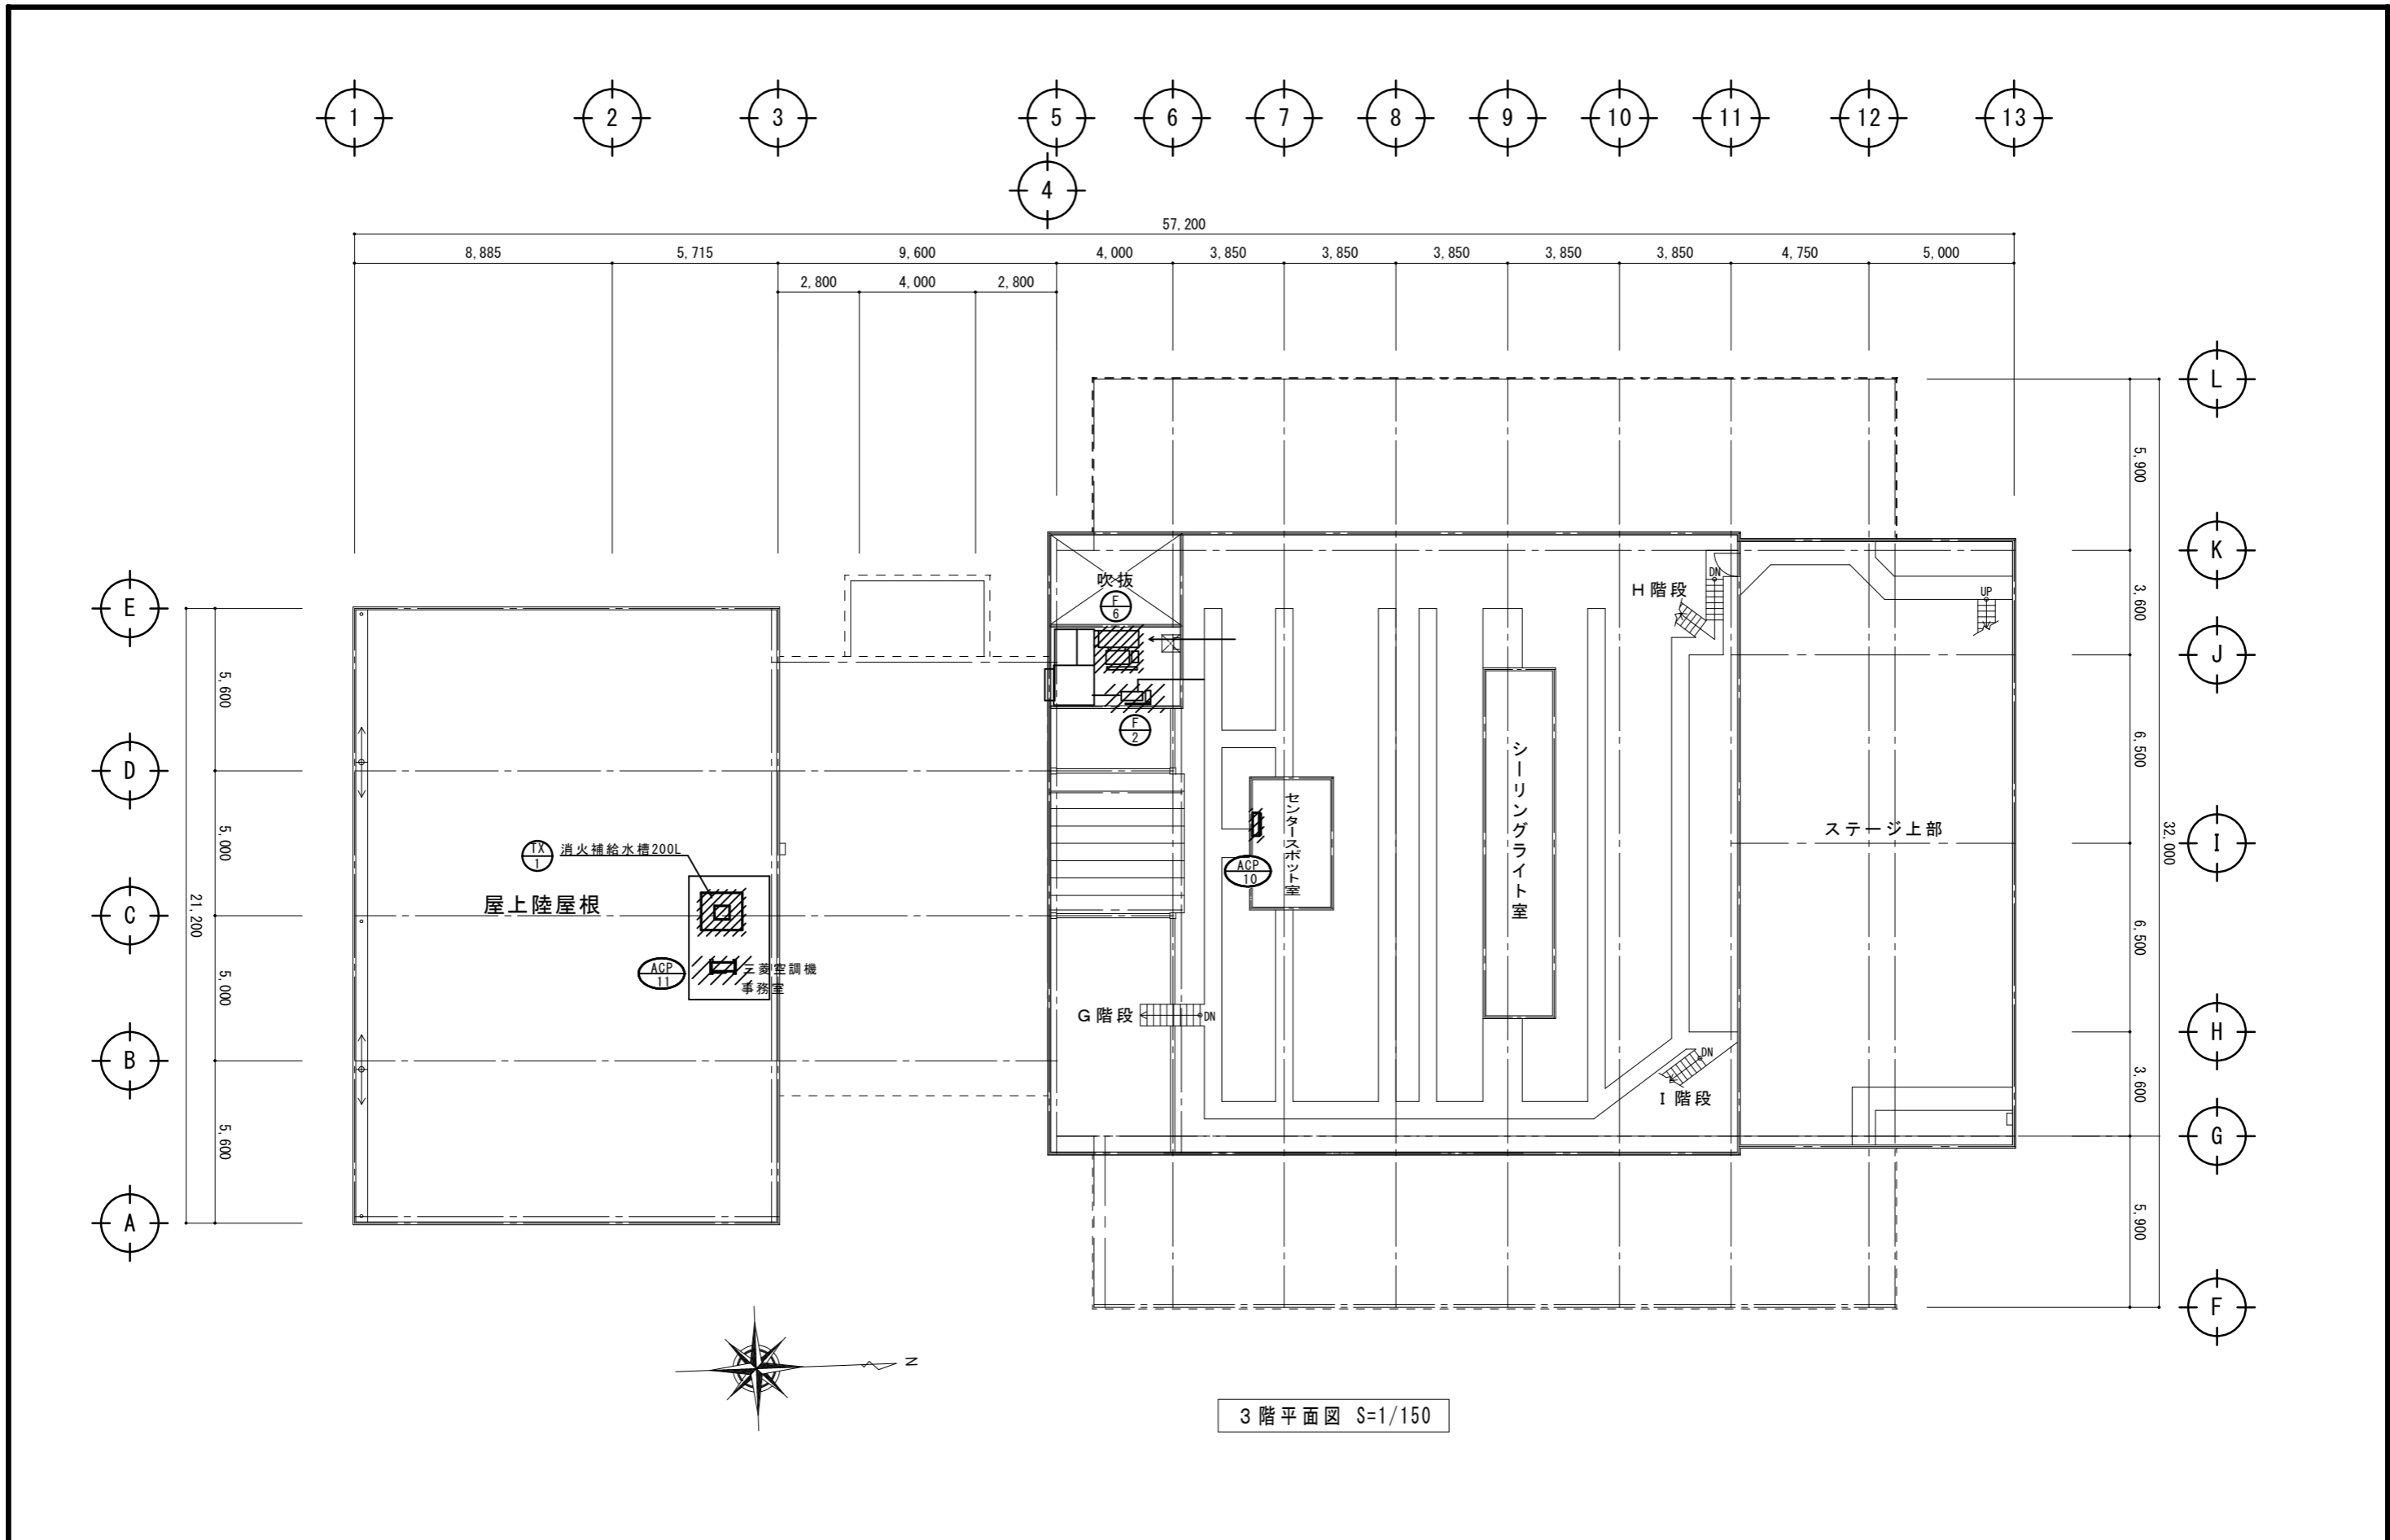 1 2 3 5 6 7 8 9 10 11 12 13
4
57,200
8,885 5,715 9,600 4,000 3,850 3,850 3,850 3,850 3,850 4,750 5,000
2,800 4,000 2,800
L
K
J
I
H
G
F
5,900
3,600
6,500
6,500
3,600
5,900
32,000
E
D
C
B
A
5,600
5,000
5,000
5,600
21,200
吹抜
F
6
F
2
H階段
DN
UP
TX
1
消火補給水槽200L
屋上陸屋根
ACP
11
三菱空調機
事務室
センタースポット室
ACP
10
シーリングライト室
ステージ上部
G階段
DN
DN
I階段
N
3階平面図 S=1/150